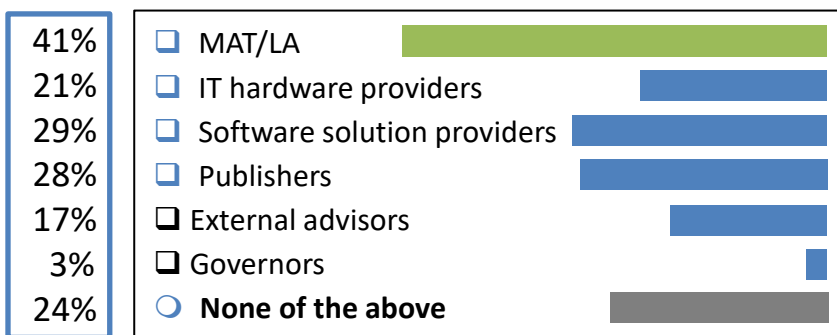 41% ❑ MAT/LA
21% ❑ IT hardware providers
29% ❑ Software solution providers
28% ❑ Publishers
17% ❑ External advisors
3% ❑ Governors
24% ❍ None of the above